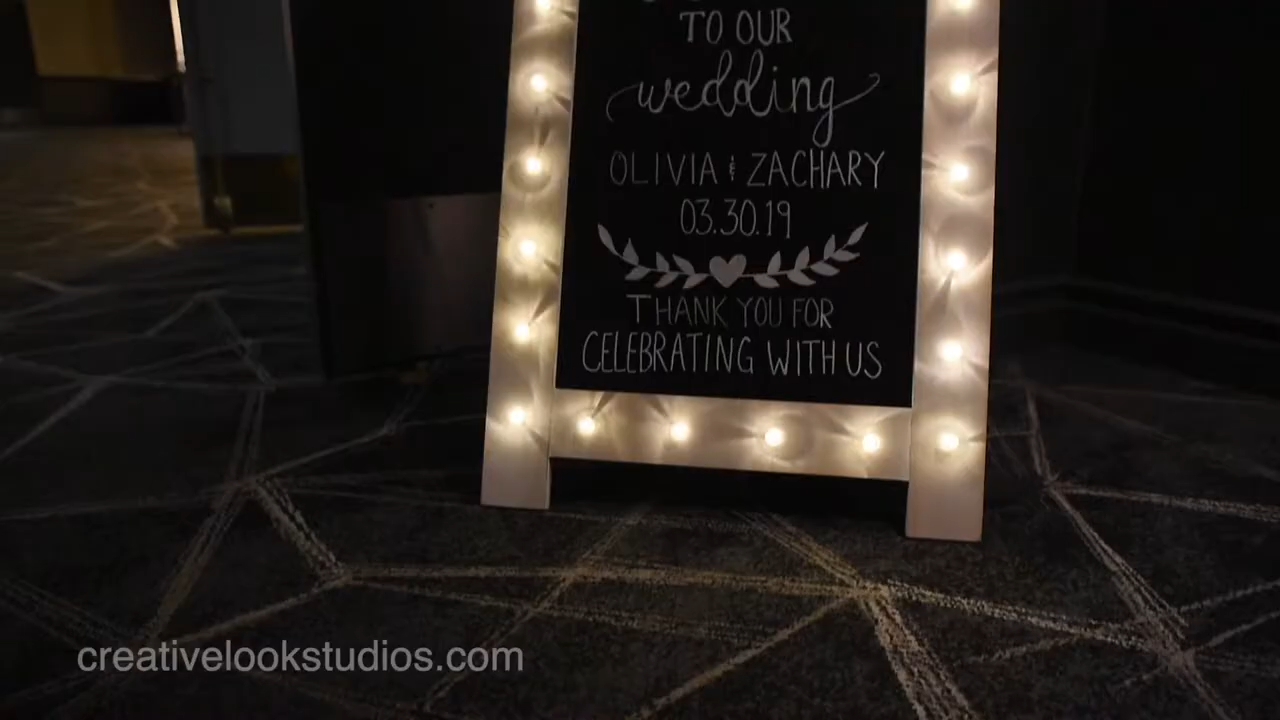 TO OUR
wedding
OLIVIA & ZACHARY
03.30.19
THANK YOU FOR
CELEBRATING WITH US
creativelookstudios.com